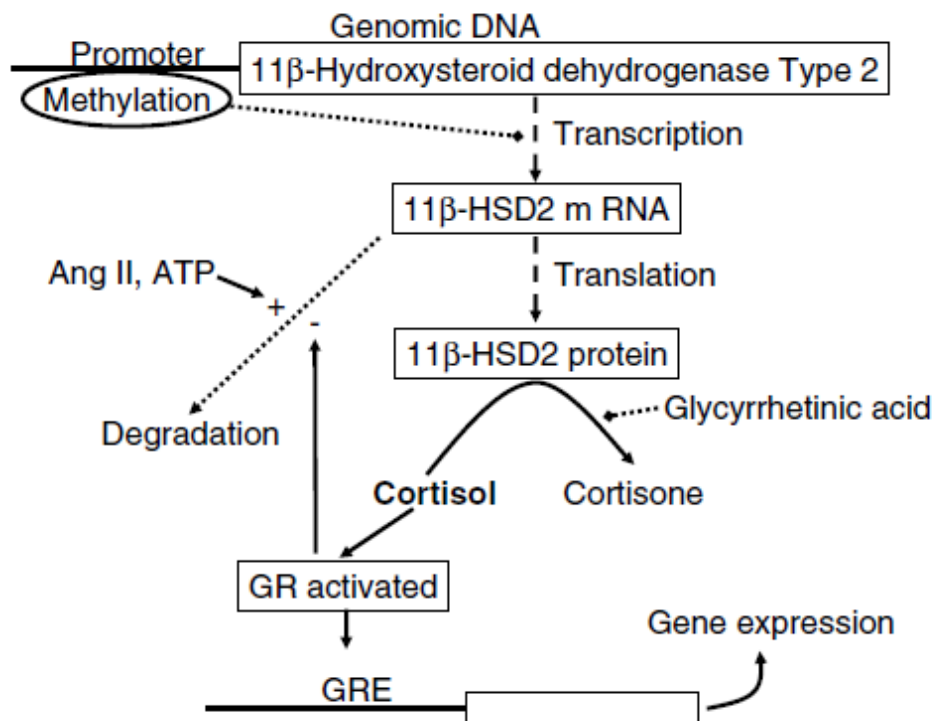 Genomic DNA
Promoter
11β-Hydroxysteroid dehydrogenase Type 2
Methylation
Transcription
11β-HSD2 m RNA
Ang II, ATP
Translation
+
-
11β-HSD2 protein
Glycyrrhetinic acid
Degradation
Cortisol
Cortisone
GR activated
Gene expression
GRE